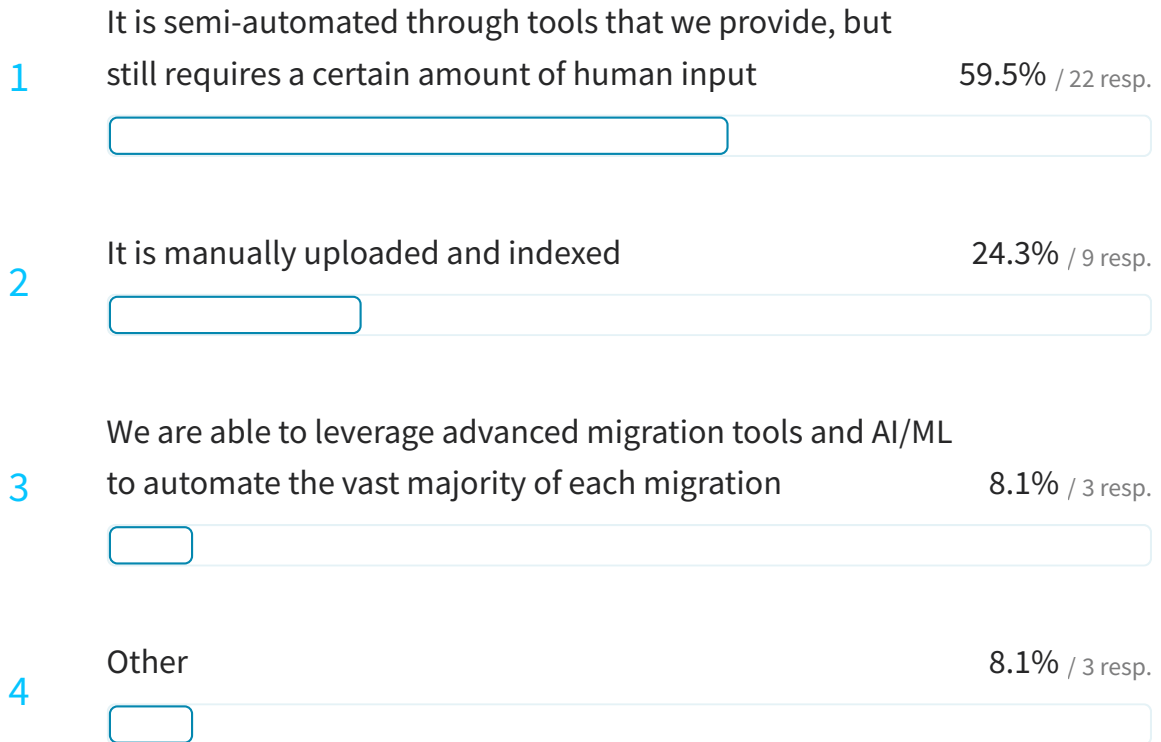 It is semi-automated through tools that we provide, but
1 still requires a certain amount of human input 59.5% / 22 resp.
2 It is manually uploaded and indexed 24.3% / 9 resp.
We are able to leverage advanced migration tools and AI/ML
3 to automate the vast majority of each migration 8.1% / 3 resp.
4 Other 8.1% / 3 resp.